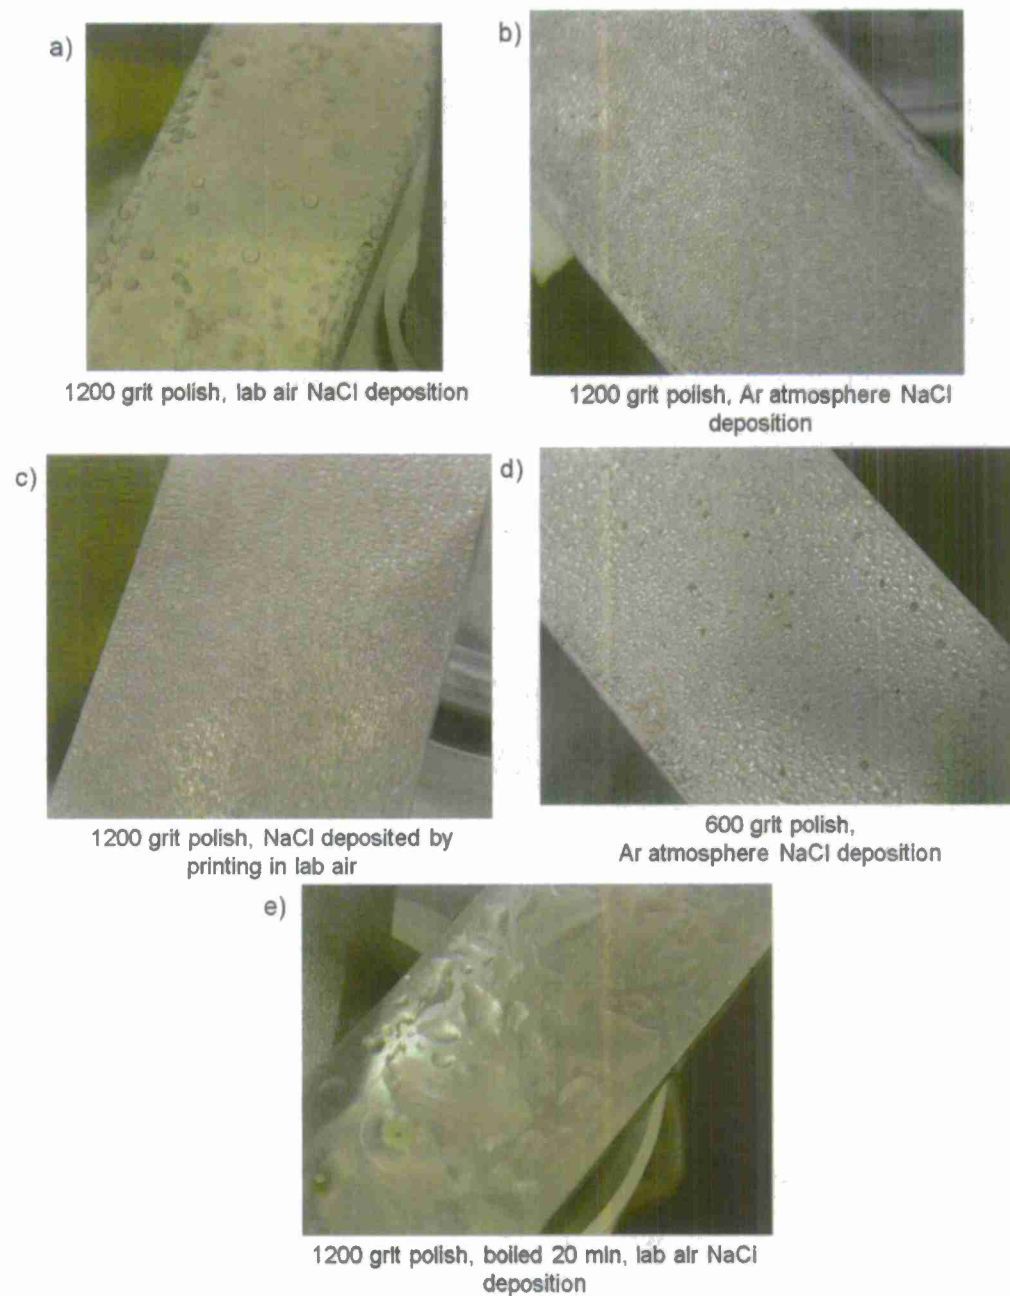 a)
b)
1200 grit polish, lab air NaCl deposition
1200 grit polish, Ar atmosphere NaCl
deposition
c)
d)
1200 grit polish, NaCl deposited by
printing in lab air
600 grit polish,
Ar atmosphere NaCl deposition
e)
1200 grit polish, boiled 20 min, lab air NaCl
deposition